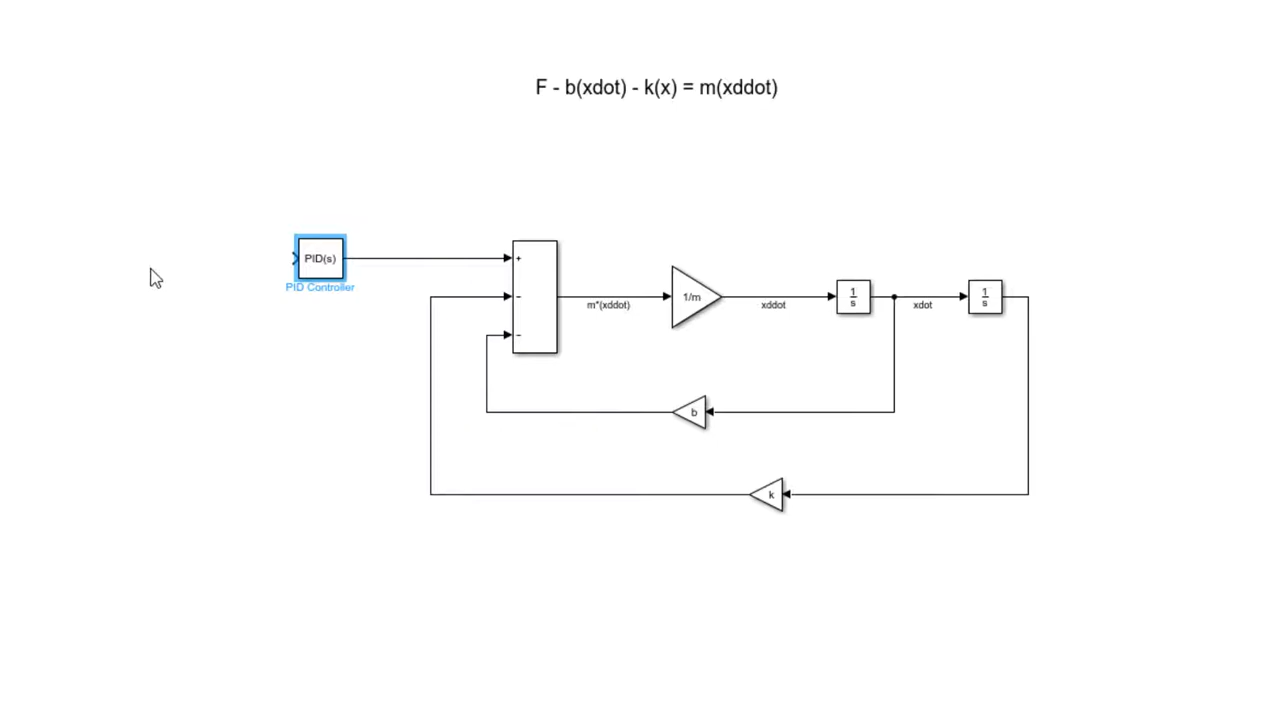 F - b(xdot) - k(x) = m(xddot)
PID(s)
PID Controller
+
−
−
m*(xddot)
1/m
xddot
1
s
xdot
1
s
b
k